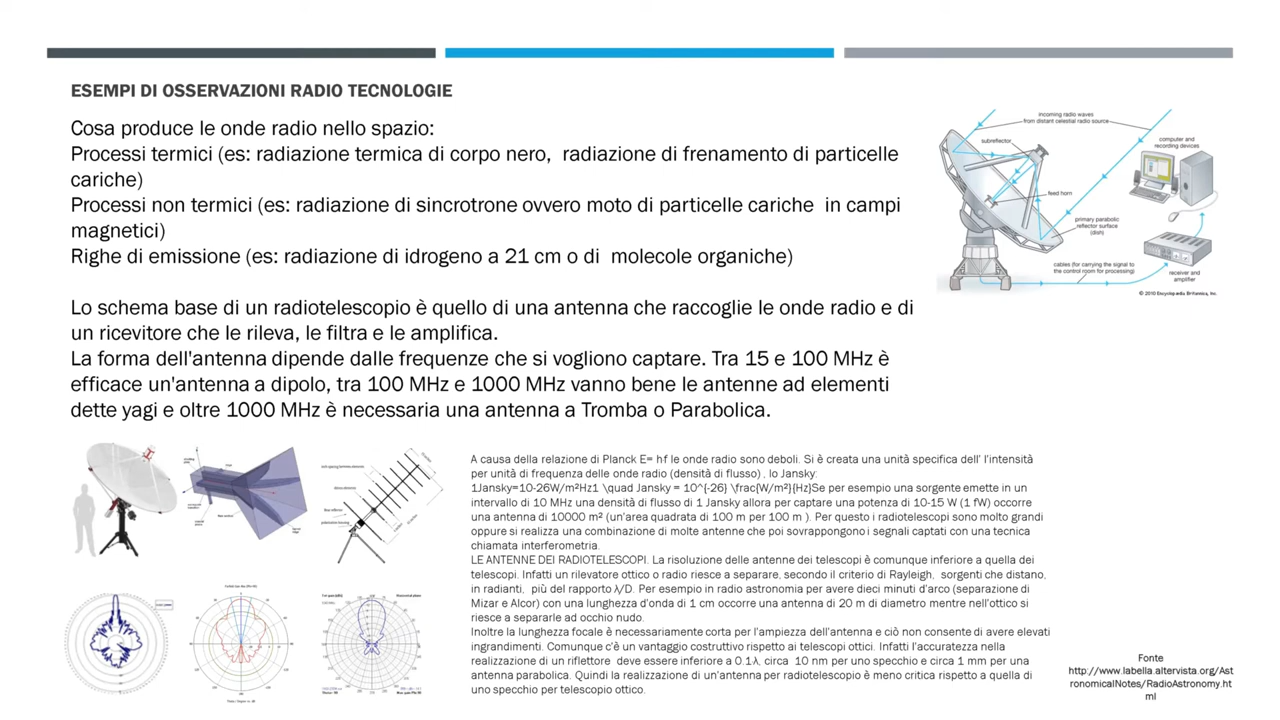 ESEMPI DI OSSERVAZIONI RADIO TECNOLOGIE
Cosa produce le onde radio nello spazio:
Processi termici (es: radiazione termica di corpo nero, radiazione di frenamento di particelle
cariche)
Processi non termici (es: radiazione di sincrotrone ovvero moto di particelle cariche in campi
magnetici)
Righe di emissione (es: radiazione di idrogeno a 21 cm o di molecole organiche)
Lo schema base di un radiotelescopio è quello di una antenna che raccoglie le onde radio e di
un ricevitore che le rileva, le filtra e le amplifica.
La forma dell'antenna dipende dalle frequenze che si vogliono captare. Tra 15 e 100 MHz è
efficace un'antenna a dipolo, tra 100 MHz e 1000 MHz vanno bene le antenne ad elementi
dette yagi e oltre 1000 MHz è necessaria una antenna a Tromba o Parabolica.
incoming radio waves
from distant celestial radio source
subreflector
computer and
recording devices
feed horn
primary parabolic
reflector surface
(dish)
cables (for carrying the signal to
the control room for processing)
receiver and
amplifier
© 2010 Encyclopædia Britannica, Inc.
A causa della relazione di Planck E= hf le onde radio sono deboli. Si è creata una unità specifica dell' l'intensità
per unità di frequenza delle onde radio (densità di flusso) , lo Jansky:
1Jansky=10-26W/m²Hz1 \quad Jansky = 10^{-26} \frac{W/m²}{Hz}Se per esempio una sorgente emette in un
intervallo di 10 MHz una densità di flusso di 1 Jansky allora per captare una potenza di 10-15 W (1 fW) occorre
una antenna di 10000 m² (un'area quadrata di 100 m per 100 m ). Per questo i radiotelescopi sono molto grandi
oppure si realizza una combinazione di molte antenne che poi sovrappongono i segnali captati con una tecnica
chiamata interferometria.
LE ANTENNE DEI RADIOTELESCOPI. La risoluzione delle antenne dei telescopi è comunque inferiore a quella dei
telescopi. Infatti un rilevatore ottico o radio riesce a separare, secondo il criterio di Rayleigh, sorgenti che distano,
in radianti, più del rapporto λ/D. Per esempio in radio astronomia per avere dieci minuti d'arco (separazione di
Mizar e Alcor) con una lunghezza d'onda di 1 cm occorre una antenna di 20 m di diametro mentre nell'ottico si
riesce a separarle ad occhio nudo.
Inoltre la lunghezza focale è necessariamente corta per l'ampiezza dell'antenna e ciò non consente di avere elevati
ingrandimenti. Comunque c'è un vantaggio costruttivo rispetto ai telescopi ottici. Infatti l'accuratezza nella
realizzazione di un riflettore deve essere inferiore a 0.1λ, circa 10 nm per uno specchio e circa 1 mm per una
antenna parabolica. Quindi la realizzazione di un'antenna per radiotelescopio è meno critica rispetto a quella di
uno specchio per telescopio ottico.
Fonte
http://www.labella.altervista.org/Ast
ronomicalNotes/RadioAstronomy.ht
ml